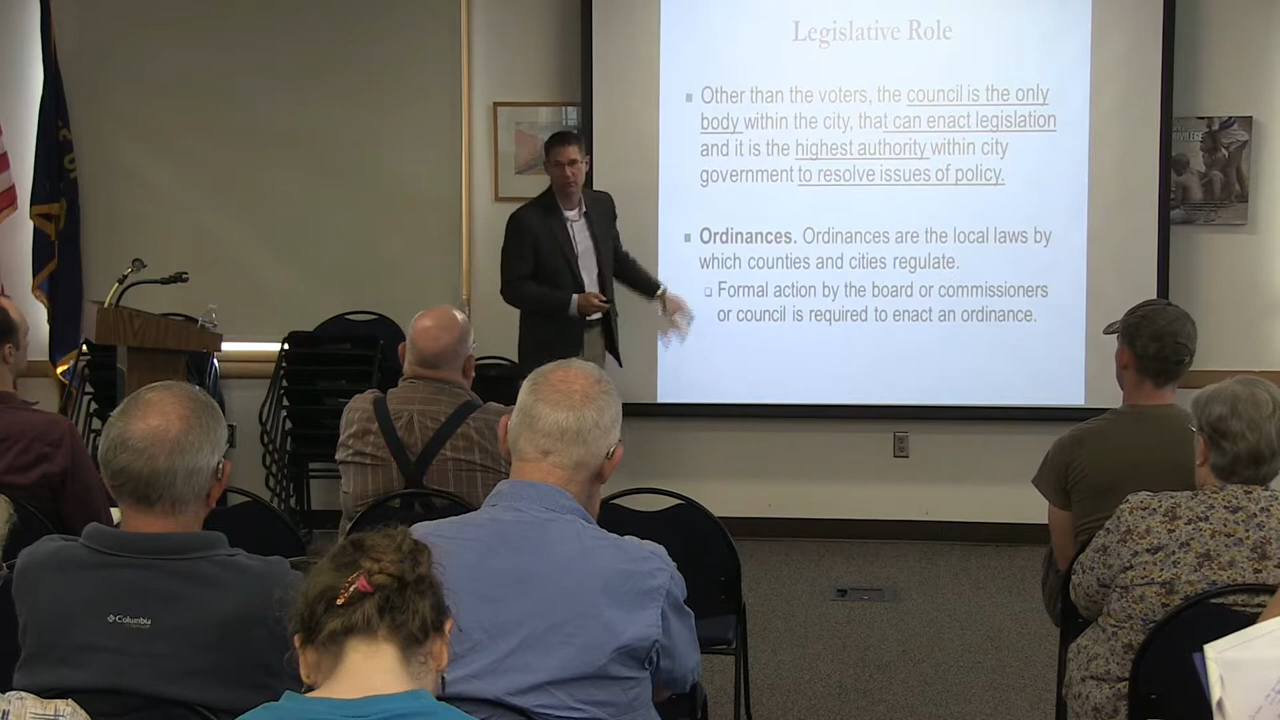 Legislative Role
Other than the voters, the council is the only
body within the city, that can enact legislation
and it is the highest authority within city
government to resolve issues of policy.
Ordinances. Ordinances are the local laws by
which counties and cities regulate.
Formal action by the board or commissioners
or council is required to enact an ordinance.
Columbia